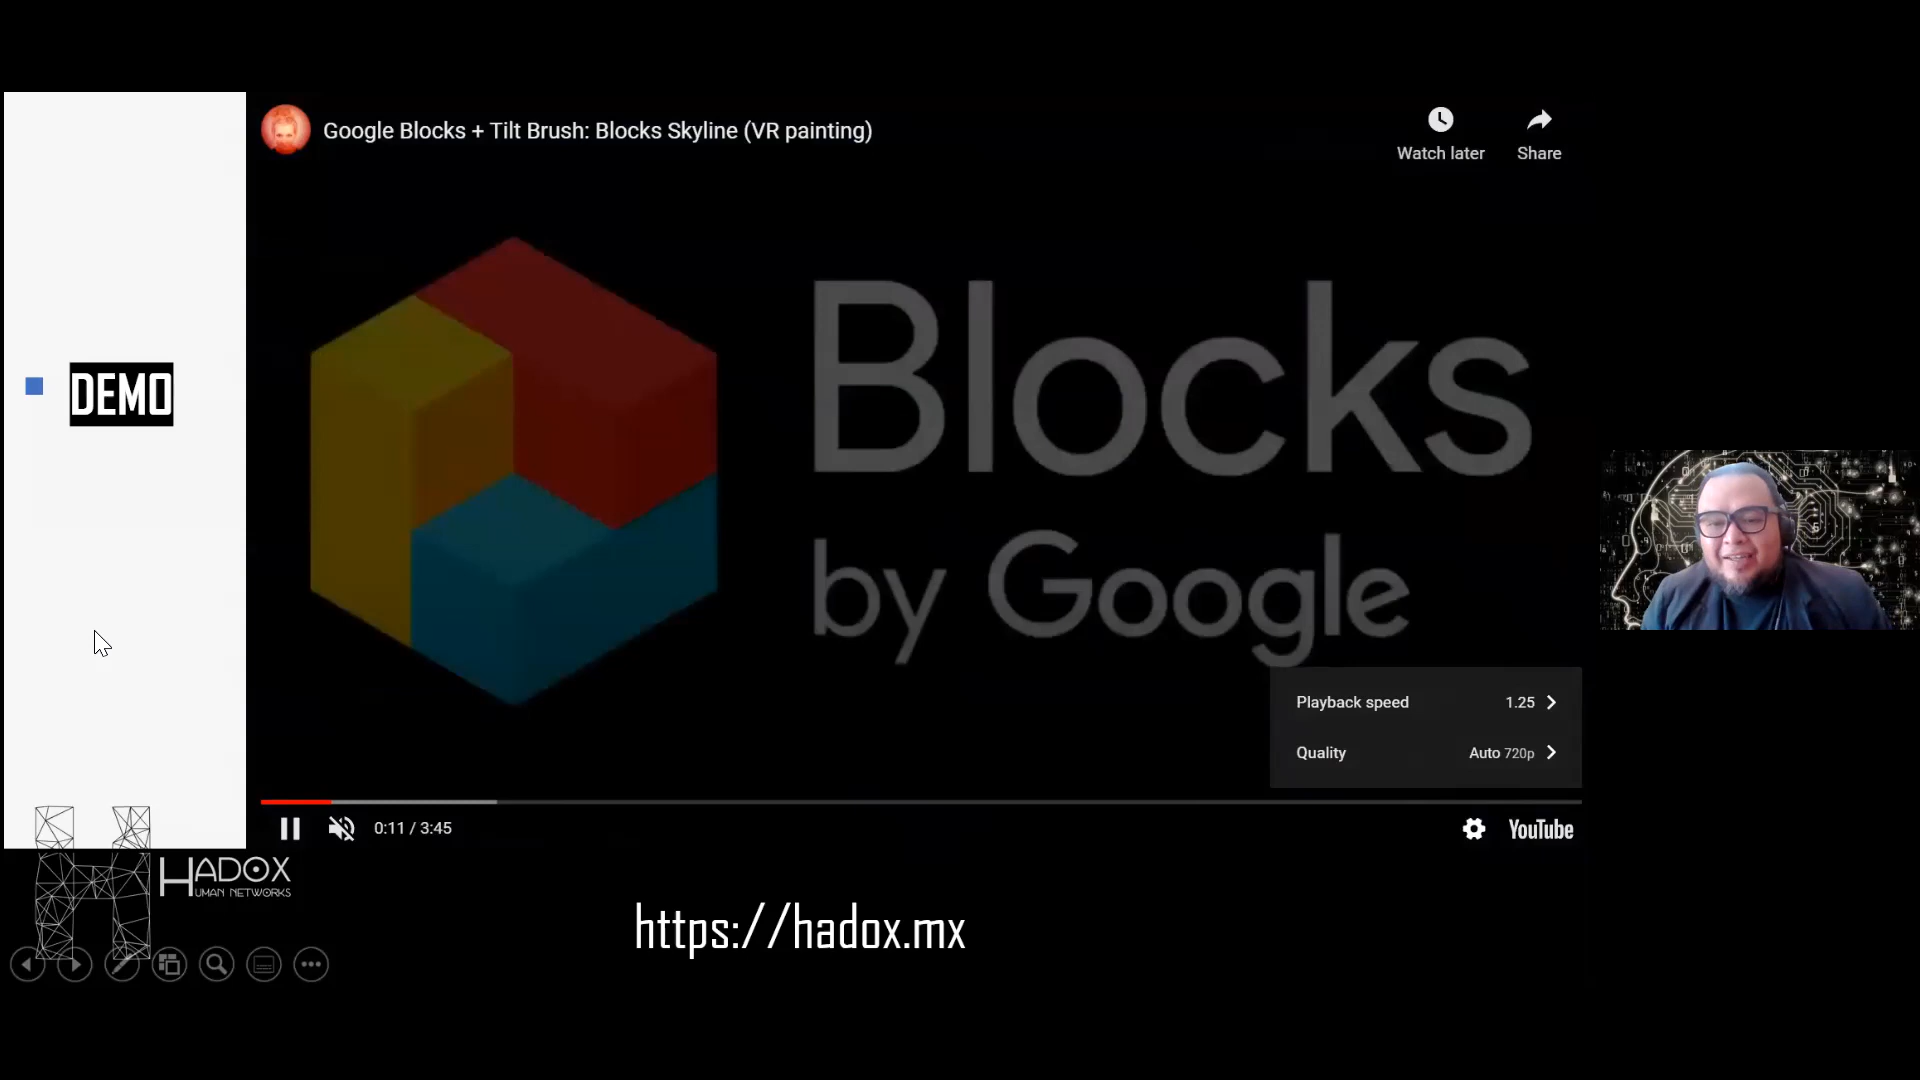 Google Blocks + Tilt Brush: Blocks Skyline (VR painting)
Watch later
Share
DEMO
Blocks
by Google
Playback speed 1.25
Quality Auto 720p
0:11 / 3:45
YouTube
HADOX
HUMAN NETWORKS
https://hadox.mx